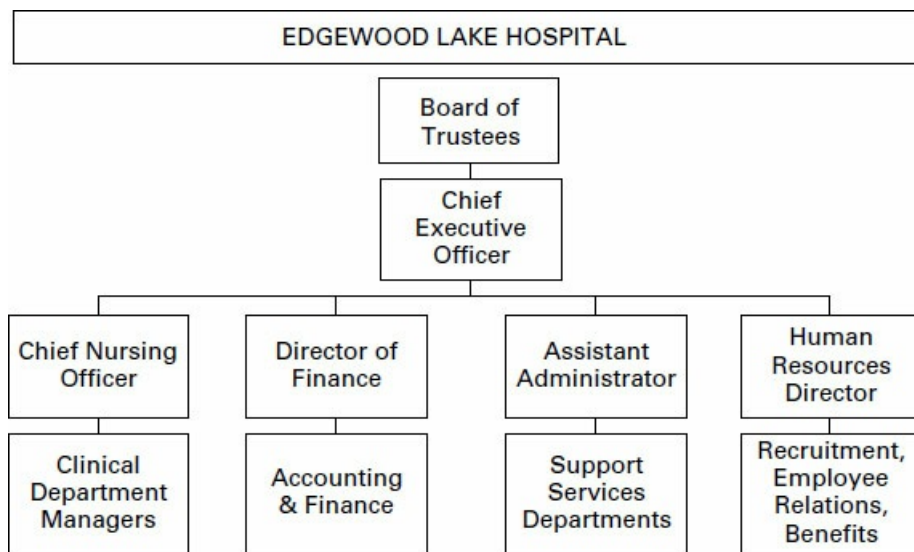 EDGEWOOD LAKE HOSPITAL
Board of
Trustees
Chief
Executive
Officer
Chief Nursing
Officer
Director of
Finance
Assistant
Administrator
Human
Resources
Director
Clinical
Department
Managers
Accounting
& Finance
Support
Services
Departments
Recruitment,
Employee
Relations,
Benefits